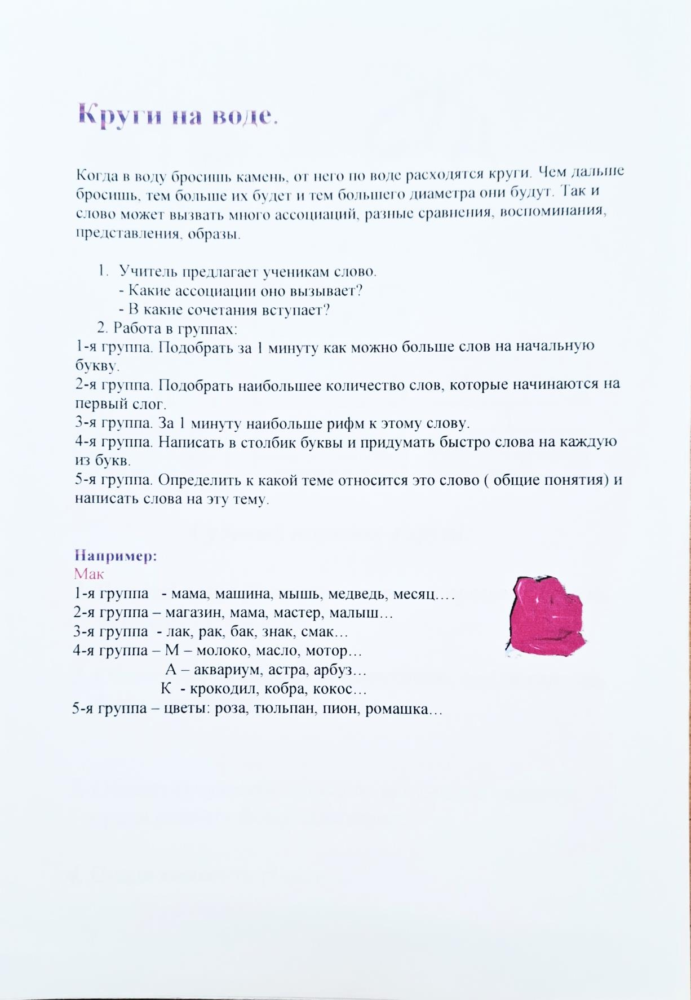 Круги на воде.
Когда в воду бросишь камень, от него по воде расходятся круги. Чем дальше
бросишь, тем больше их будет и тем большего диаметра они будут. Так и
слово может вызвать много ассоциаций, разные сравнения, воспоминания,
представления, образы.
1. Учитель предлагает ученикам слово.
- Какие ассоциации оно вызывает?
- В какие сочетания вступает?
2. Работа в группах:
1-я группа. Подобрать за 1 минуту как можно больше слов на начальную
букву.
2-я группа. Подобрать наибольшее количество слов, которые начинаются на
первый слог.
3-я группа. За 1 минуту наибольше рифм к этому слову.
4-я группа. Написать в столбик буквы и придумать быстро слова на каждую
из букв.
5-я группа. Определить к какой теме относится это слово ( общие понятия) и
написать слова на эту тему.
Например:
Мак
1-я группа - мама, машина, мышь, медведь, месяц….
2-я группа – магазин, мама, мастер, малыш…
3-я группа - лак, рак, бак, знак, смак…
4-я группа – М – молоко, масло, мотор…
А – аквариум, астра, арбуз…
К - крокодил, кобра, кокос…
5-я группа – цветы: роза, тюльпан, пион, ромашка…